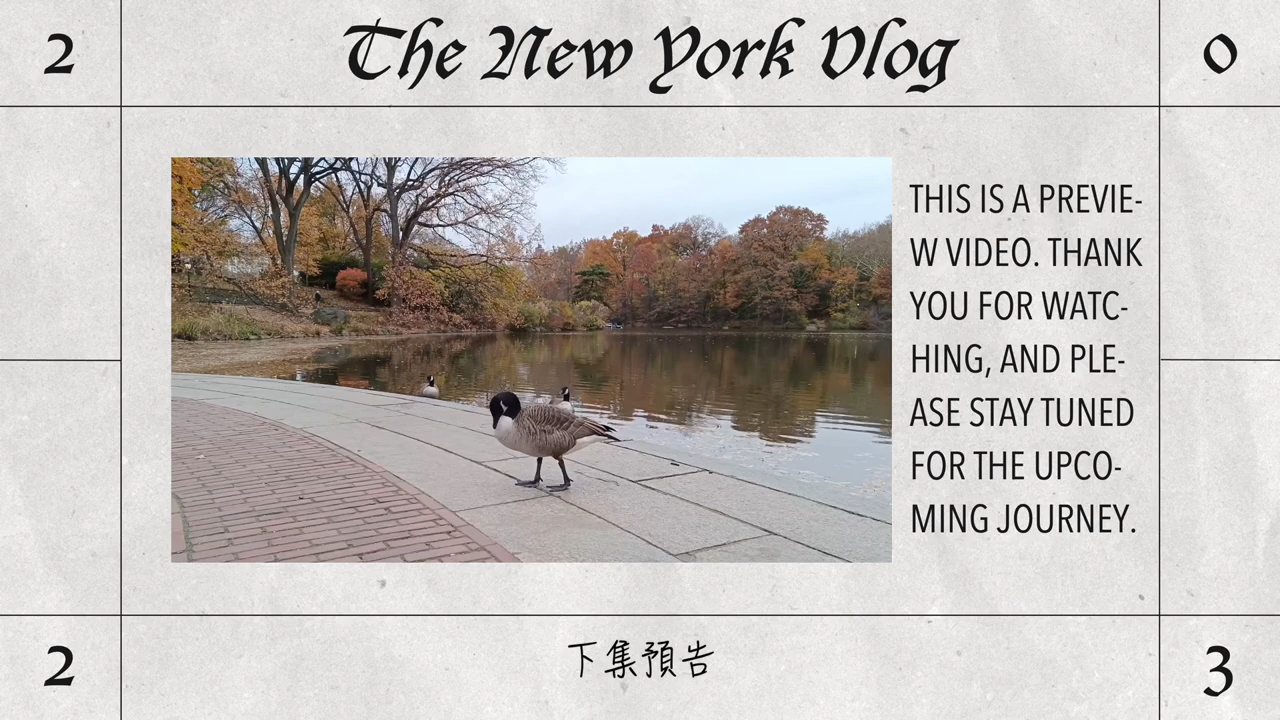 2
The New York Vlog
0
THIS IS A PREVIE-
W VIDEO. THANK
YOU FOR WATC-
HING, AND PLE-
ASE STAY TUNED
FOR THE UPCO-
MING JOURNEY.
2
下集預告
3